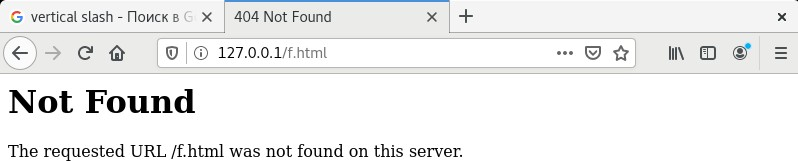 vertical slash - Поиск в G
404 Not Found
127.0.0.1/f.html
Not Found
The requested URL /f.html was not found on this server.